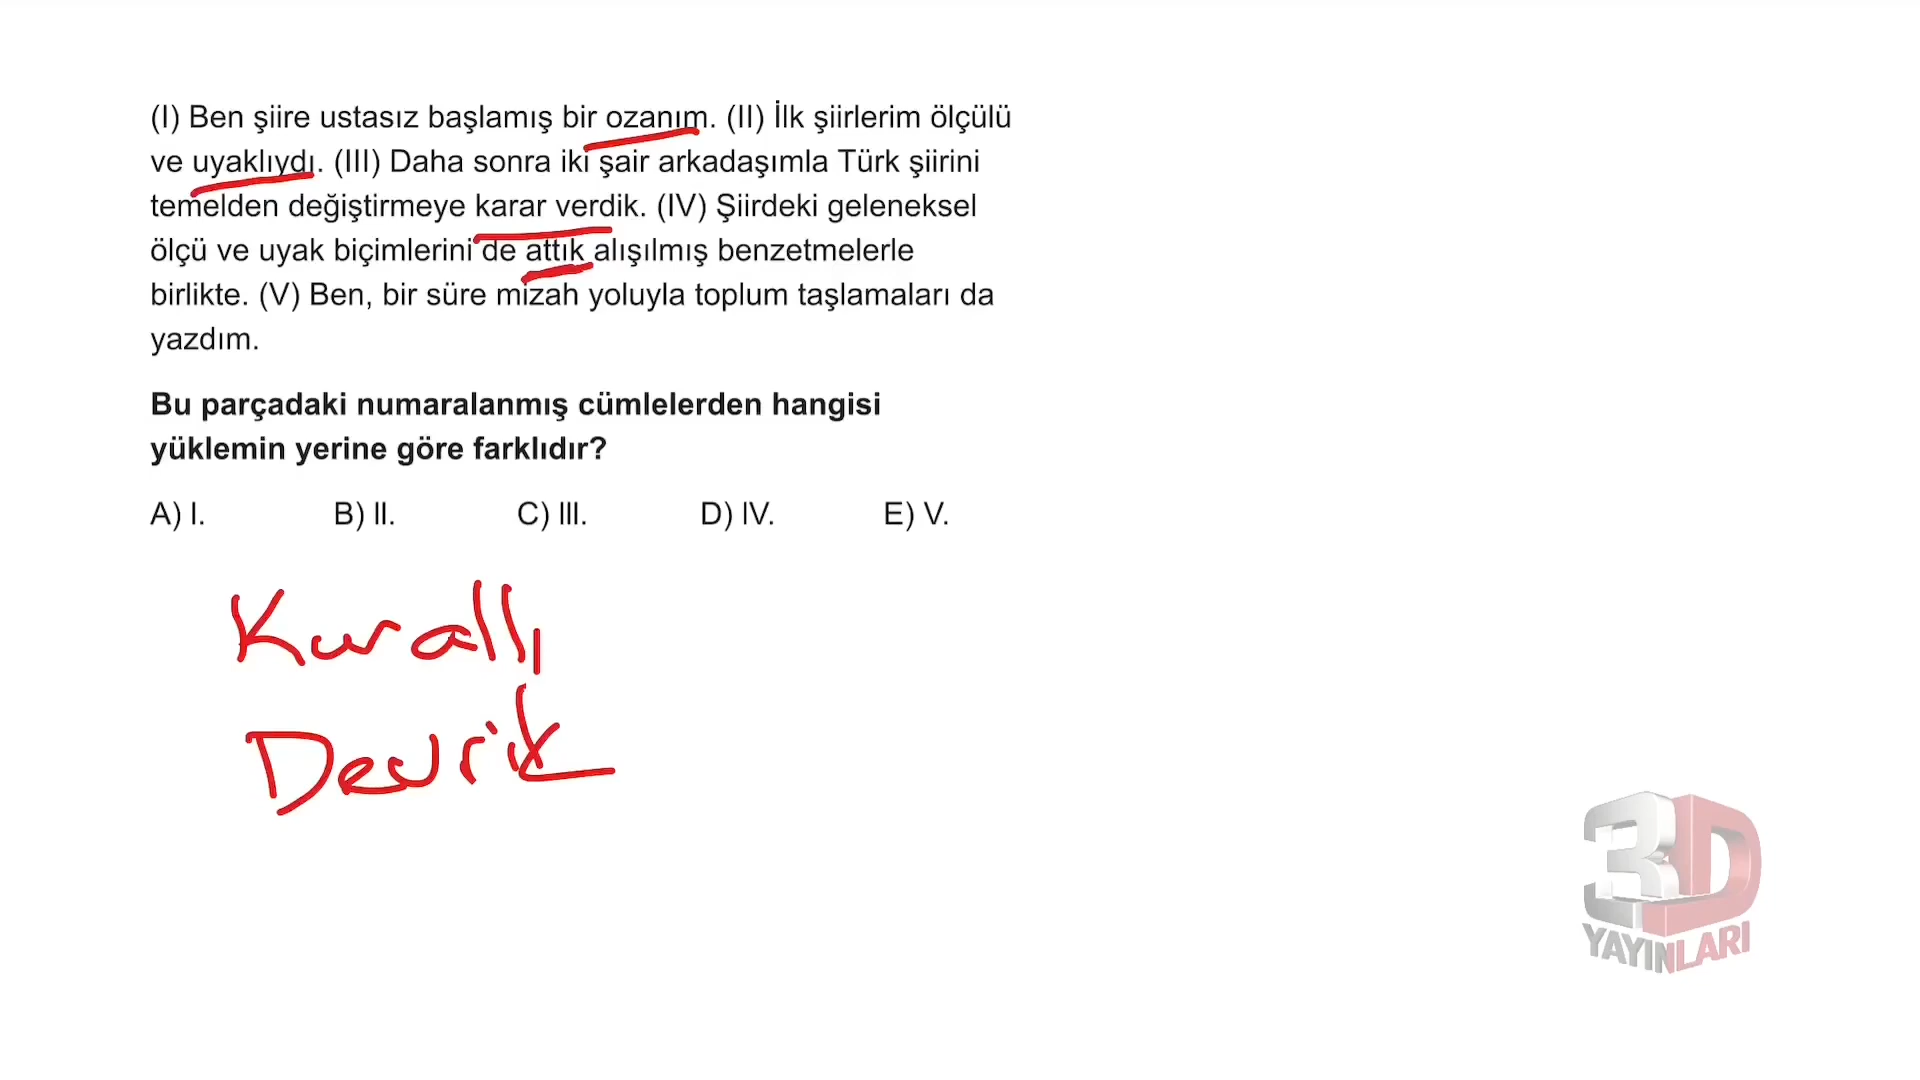 (I) Ben şiire ustasız başlamış bir ozanım. (II) İlk şiirlerim ölçülü
ve uyaklıydı. (III) Daha sonra iki şair arkadaşımla Türk şiirini
temelden değiştirmeye karar verdik. (IV) Şiirdeki geleneksel
ölçü ve uyak biçimlerini de attık alışılmış benzetmelerle
birlikte. (V) Ben, bir süre mizah yoluyla toplum taşlamaları da
yazdım.
Bu parçadaki numaralanmış cümlelerden hangisi
yüklemin yerine göre farklıdır?
A) I. B) II. C) III. D) IV. E) V.
Kurallı
Devrik
3D
YAYINLARI